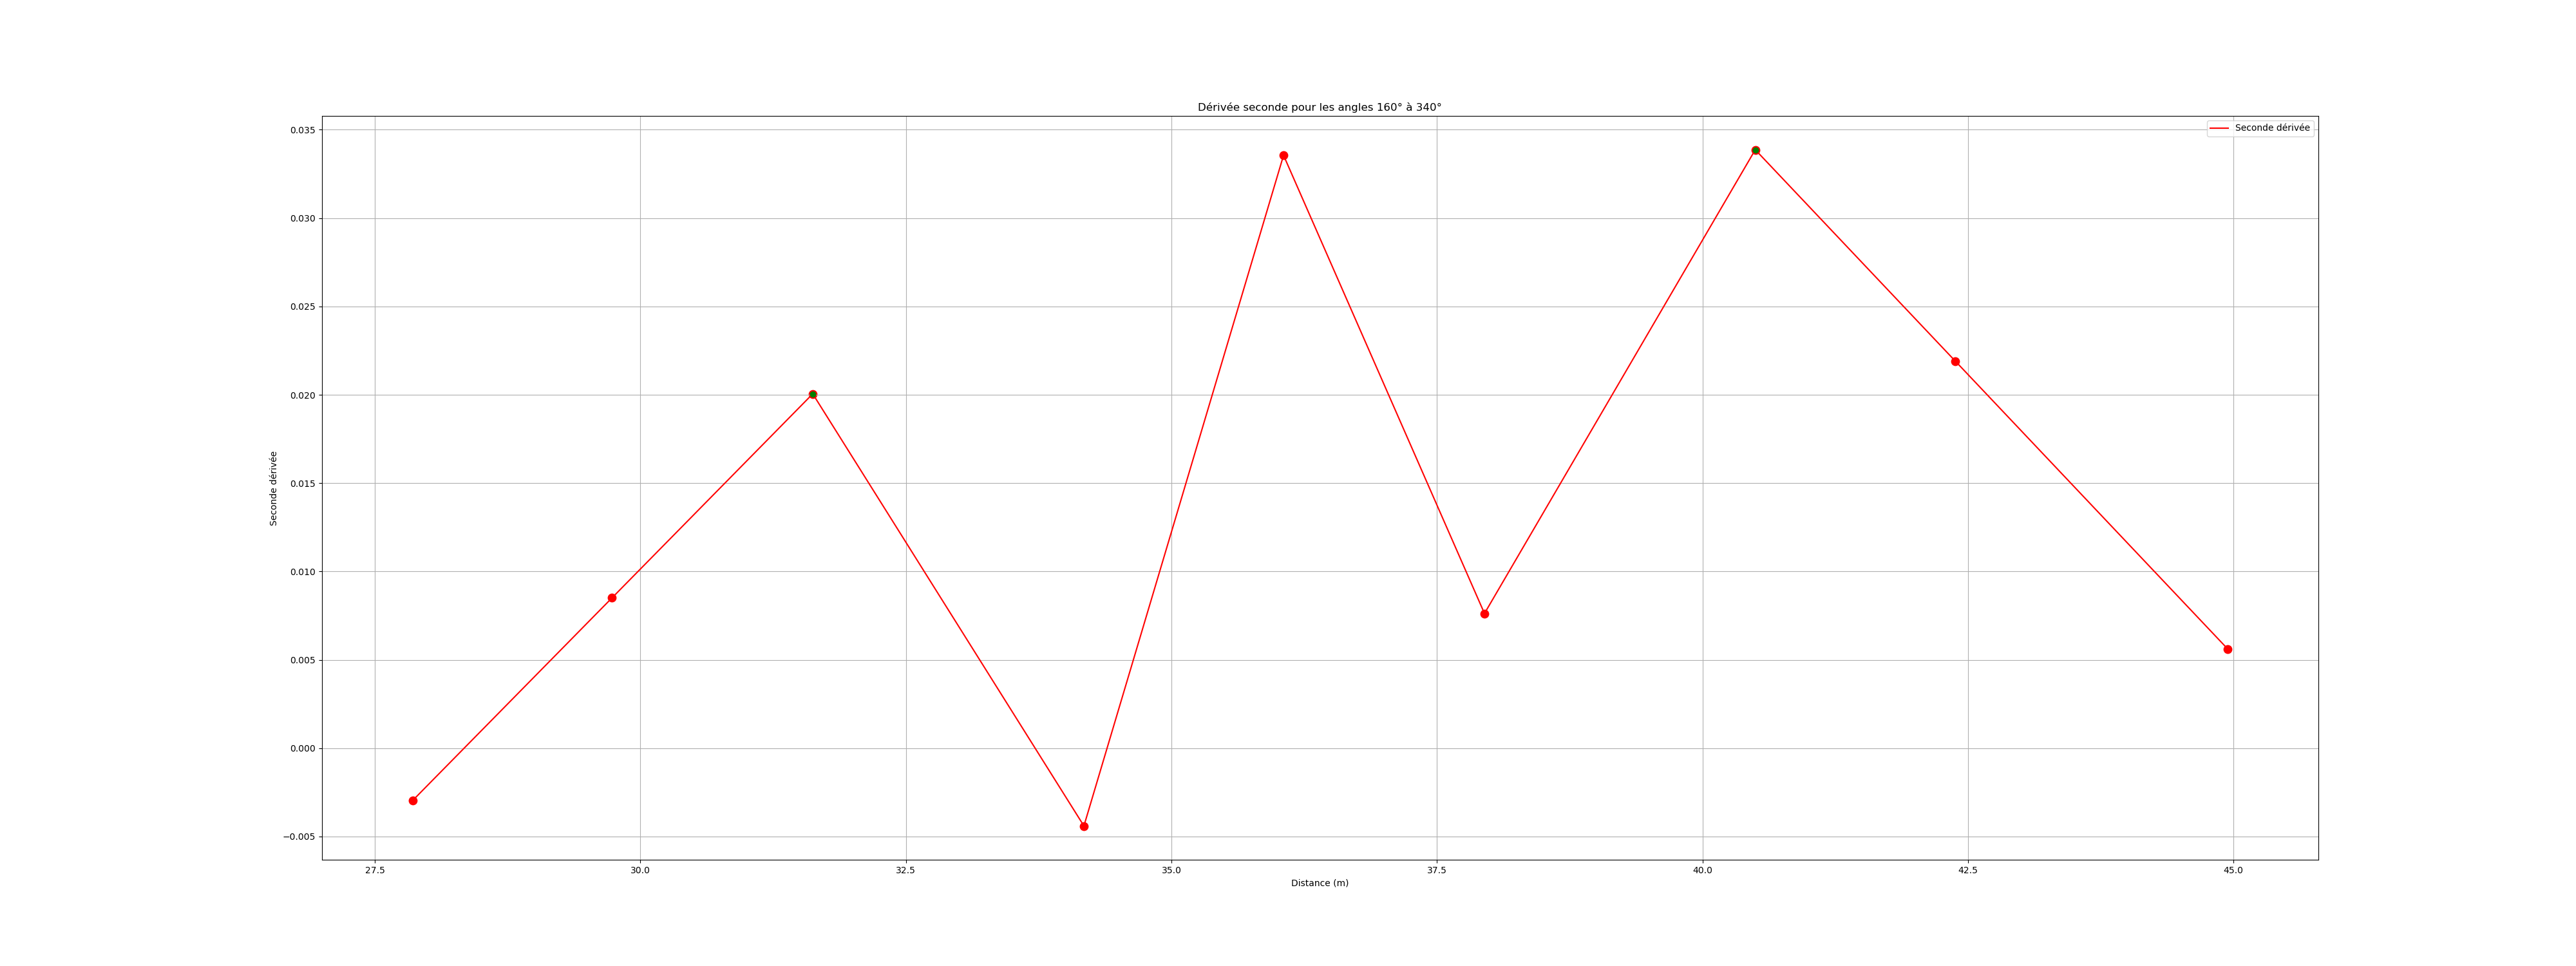 Dérivée seconde pour les angles 160° à 340°
Seconde dérivée
0.035
0.030
0.025
0.020
0.015
0.010
0.005
0.000
−0.005
Seconde dérivée
27.5 30.0 32.5 35.0 37.5 40.0 42.5 45.0
Distance (m)